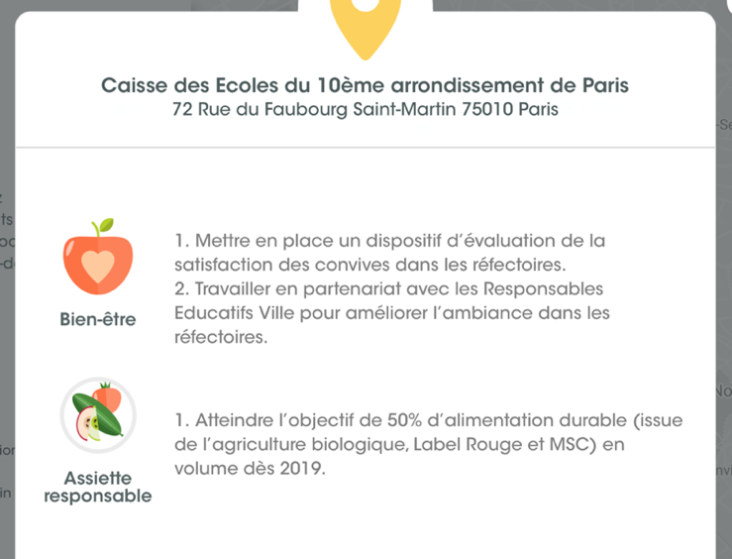 Caisse des Ecoles du 10ème arrondissement de Paris
72 Rue du Faubourg Saint-Martin 75010 Paris
1. Mettre en place un dispositif d'évaluation de la
satisfaction des convives dans les réfectoires.
2. Travailler en partenariat avec les Responsables
Educatifs Ville pour améliorer l'ambiance dans les
réfectoires.
Bien-être
1. Atteindre l'objectif de 50% d'alimentation durable (issue
de l'agriculture biologique, Label Rouge et MSC) en
volume dès 2019.
Assiette
responsable